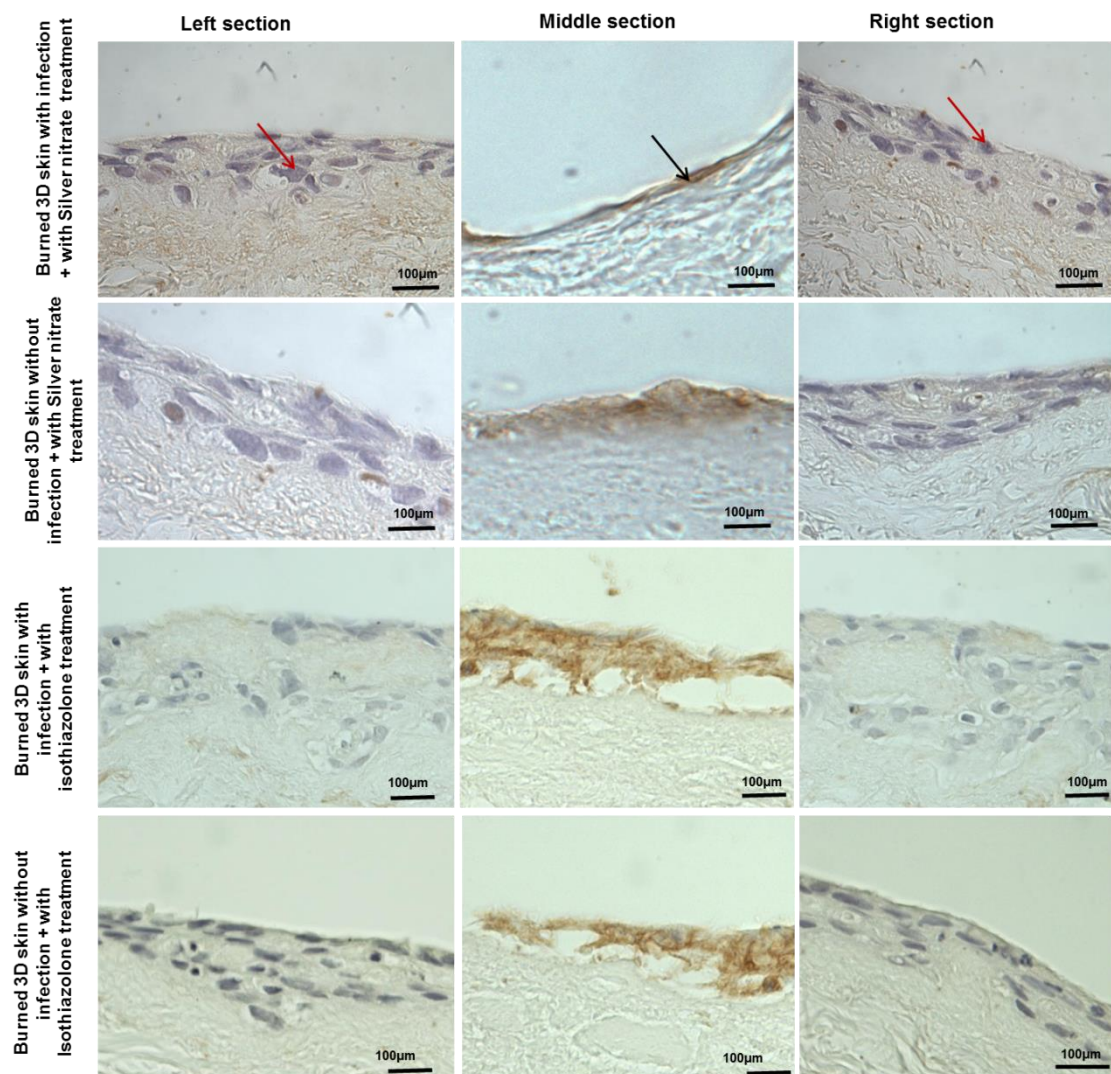 Left section
Middle section
Right section
Burned 3D skin with infection
+ with Silver nitrate treatment
100µm
100µm
100µm
Burned 3D skin without
infection + with Silver nitrate
treatment
100µm
100µm
100µm
Burned 3D skin with
infection + with
isothiazolone treatment
100µm
100µm
100µm
Burned 3D skin without
infection + with
Isothiazolone treatment
100µm
100µm
100µm